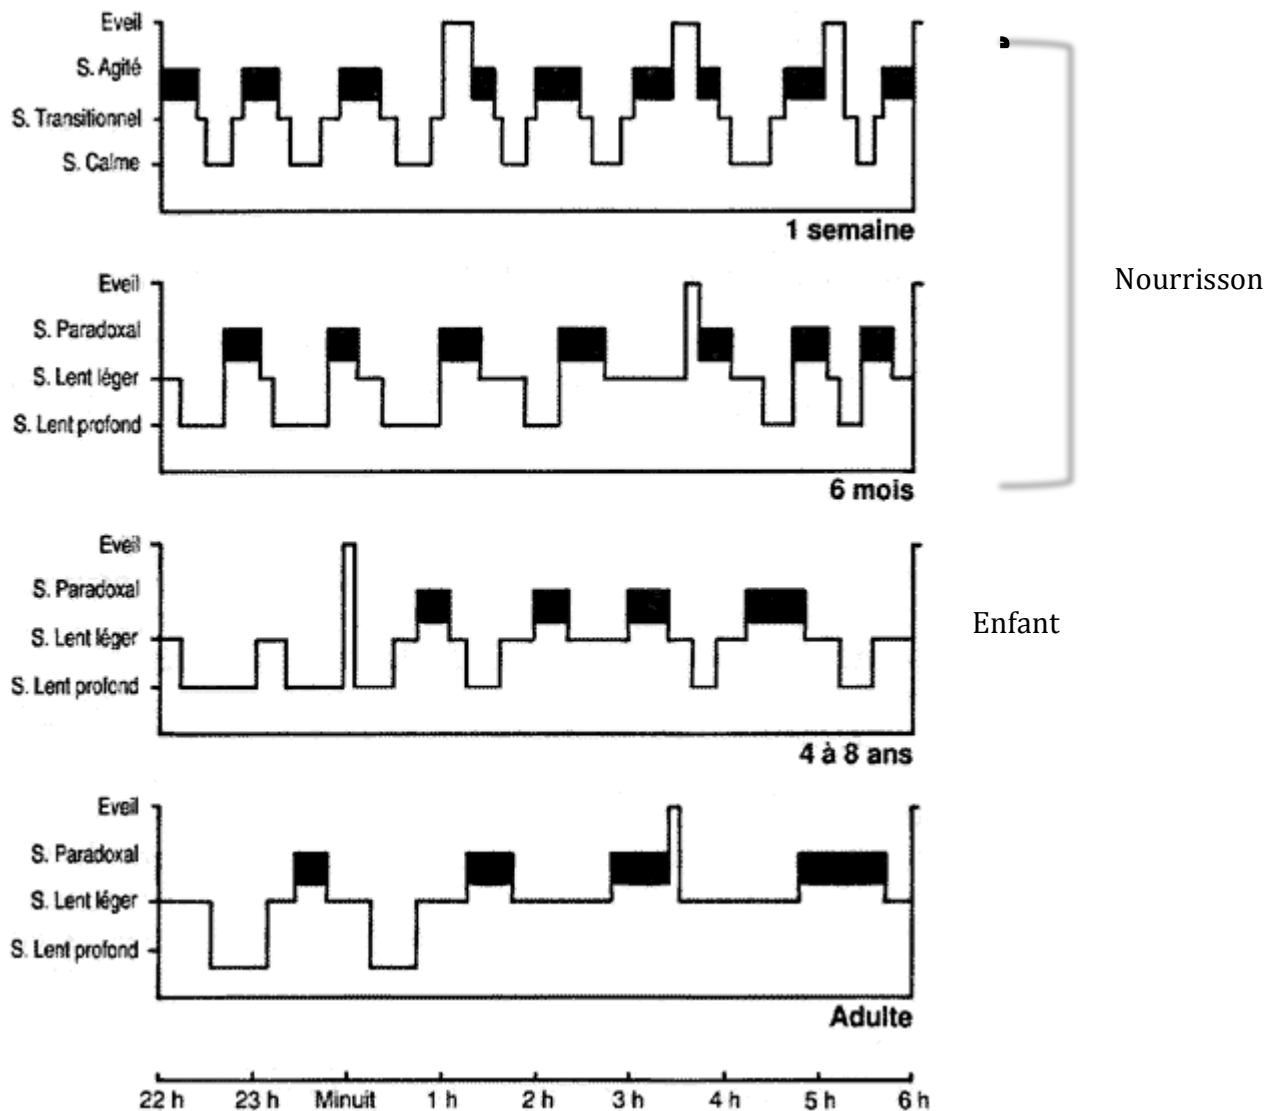 Eveil
S. Agité
S. Transitionnel
S. Calme
1 semaine
Nourrisson
Eveil
S. Paradoxal
S. Lent léger
S. Lent profond
6 mois
Eveil
S. Paradoxal
S. Lent léger
S. Lent profond
Enfant
4 à 8 ans
Eveil
S. Paradoxal
S. Lent léger
S. Lent profond
Adulte
22 h 23 h Minuit 1 h 2 h 3 h 4 h 5 h 6 h